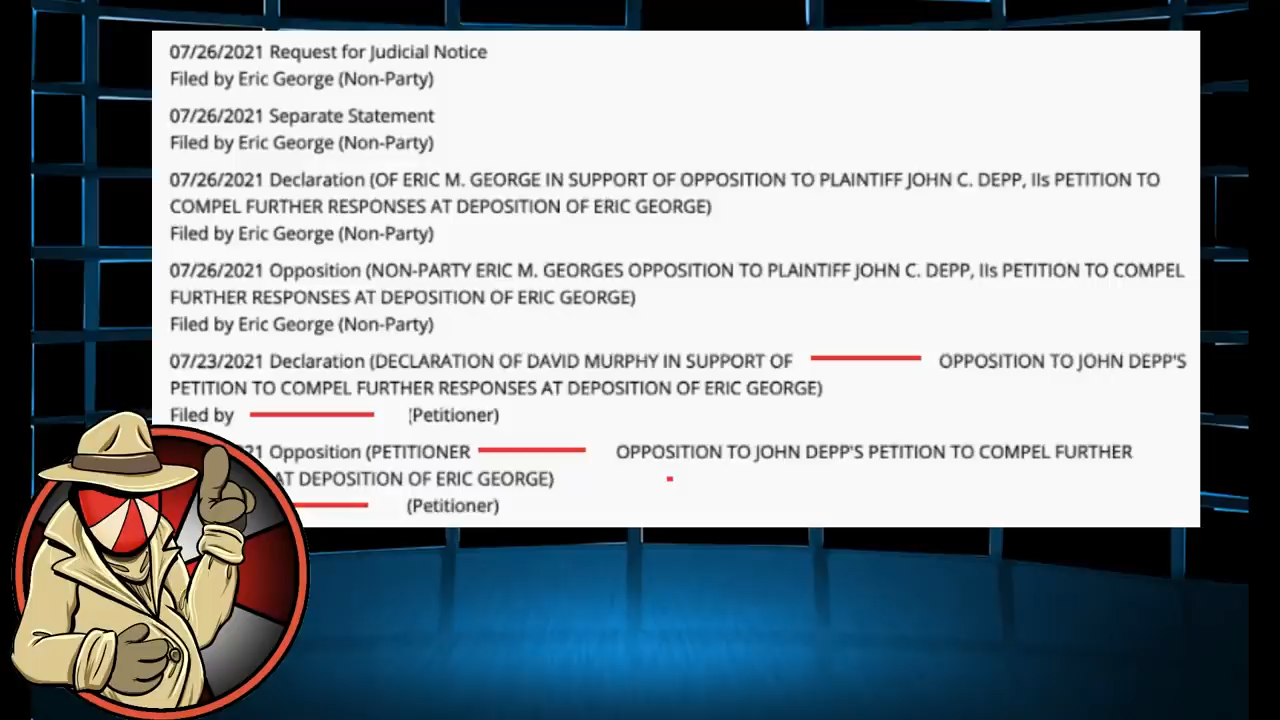 07/26/2021 Request for Judicial Notice
Filed by Eric George (Non-Party)
07/26/2021 Separate Statement
Filed by Eric George (Non-Party)
07/26/2021 Declaration (OF ERIC M. GEORGE IN SUPPORT OF OPPOSITION TO PLAINTIFF JOHN C. DEPP, IIs PETITION TO
COMPEL FURTHER RESPONSES AT DEPOSITION OF ERIC GEORGE)
Filed by Eric George (Non-Party)
07/26/2021 Opposition (NON-PARTY ERIC M. GEORGES OPPOSITION TO PLAINTIFF JOHN C. DEPP, IIs PETITION TO COMPEL
FURTHER RESPONSES AT DEPOSITION OF ERIC GEORGE)
Filed by Eric George (Non-Party)
07/23/2021 Declaration (DECLARATION OF DAVID MURPHY IN SUPPORT OF OPPOSITION TO JOHN DEPP'S
PETITION TO COMPEL FURTHER RESPONSES AT DEPOSITION OF ERIC GEORGE)
Filed by (Petitioner)
21 Opposition (PETITIONER OPPOSITION TO JOHN DEPP'S PETITION TO COMPEL FURTHER
AT DEPOSITION OF ERIC GEORGE)
(Petitioner)